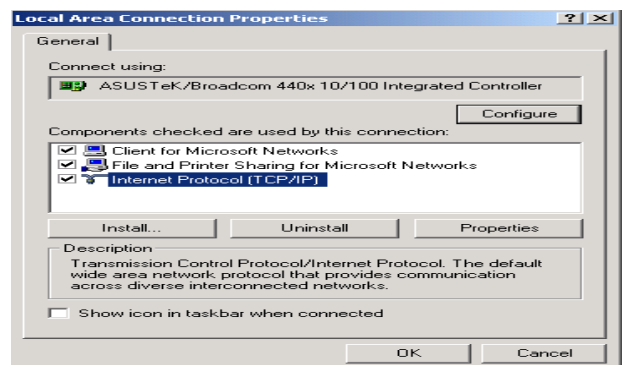 Local Area Connection Properties
General
Connect using:
ASUSTeK/Broadcom 440x 10/100 Integrated Controller
Configure
Components checked are used by this connection:
Client for Microsoft Networks
File and Printer Sharing for Microsoft Networks
Internet Protocol (TCP/IP)
Install... Uninstall Properties
Description
Transmission Control Protocol/Internet Protocol. The default
wide area network protocol that provides communication
across diverse interconnected networks.
Show icon in taskbar when connected
OK Cancel